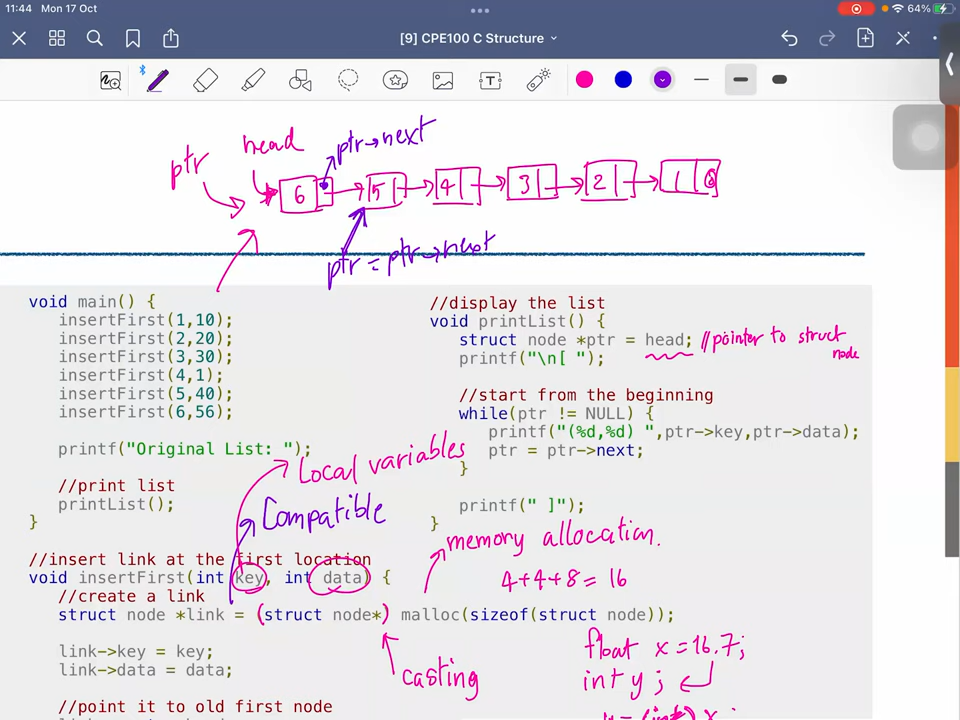 11:44 Mon 17 Oct
64%
[9] CPE100 C Structure
T
ptr
head
ptr→next
6 5 4 3 2 1
ptr = ptr→next
void main() {
insertFirst(1,10);
insertFirst(2,20);
insertFirst(3,30);
insertFirst(4,1);
insertFirst(5,40);
insertFirst(6,56);
printf("Original List: ");
Local variables
//print list
printList();
Compatible
}
//display the list
void printList() {
struct node *ptr = head; //pointer to struct
node
printf("\n[ ");
//start from the beginning
while(ptr != NULL) {
printf("(%d,%d) ",ptr->key,ptr->data);
ptr = ptr->next;
}
printf(" ]");
}
memory allocation.
4+4+8 = 16
//insert link at the first location
void insertFirst(int key, int data) {
//create a link
struct node *link = (struct node*) malloc(sizeof(struct node));
link->key = key;
link->data = data;
casting
float x = 16.7;
int y ;
y = (int) x
//point it to old first node